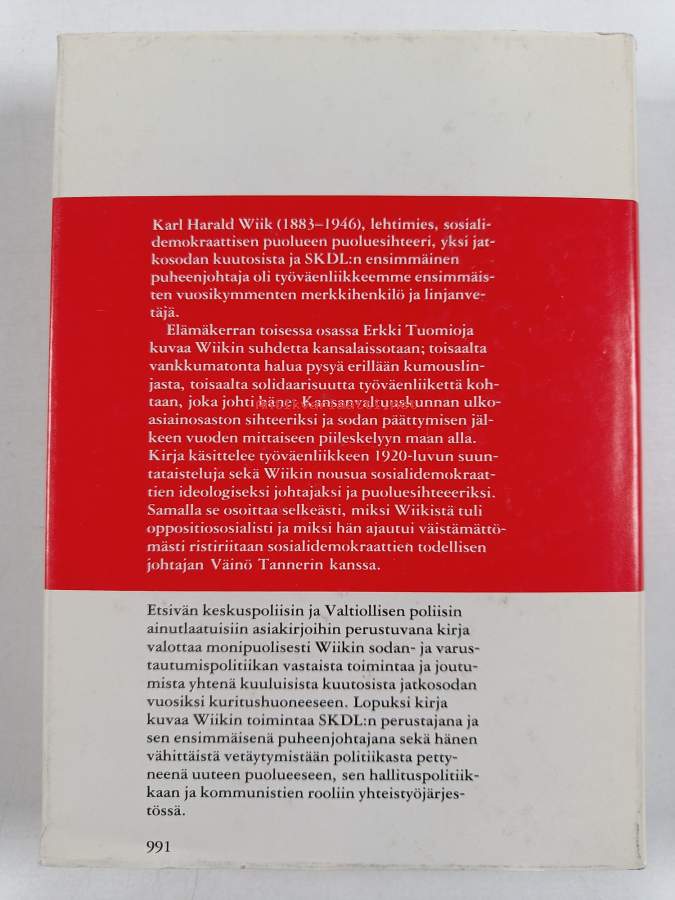 Karl Harald Wiik (1883–1946), lehtimies, sosiali-
demokraattisen puolueen puoluesihteeri, yksi jat-
kosodan kuutosista ja SKDL:n ensimmäinen
puheenjohtaja oli työväenliikkeemme ensimmäis-
ten vuosikymmenten merkkihenkilö ja linjanve-
täjä.
Elämäkerran toisessa osassa Erkki Tuomioja
kuvaa Wiikin suhdetta kansalaissotaan; toisaalta
vankkumatonta halua pysyä erillään kumouslin-
jasta, toisaalta solidaarisuutta työväenliikettä koh-
taan, joka johti hänet Kansanvaltuuskunnan ulko-
asiainosaston sihteeriksi ja sodan päättymisen jäl-
keen vuoden mittaiseen piileskelyyn maan alla.
Kirja käsittelee työväenliikkeen 1920-luvun suun-
tataisteluja sekä Wiikin nousua sosialidemokraat-
tien ideologiseksi johtajaksi ja puoluesihteeeriksi.
Samalla se osoittaa selkeästi, miksi Wiikistä tuli
oppositiososialisti ja miksi hän ajautui väistämättö-
mästi ristiriitaan sosialidemokraattien todellisen
johtajan Väinö Tannerin kanssa.
Etsivän keskuspoliisin ja Valtiollisen poliisin
ainutlaatuisiin asiakirjoihin perustuvana kirja
valottaa monipuolisesti Wiikin sodan- ja varus-
tautumispolitiikan vastaista toimintaa ja joutu-
mista yhtenä kuuluisista kuutosista jatkosodan
vuosiksi kuritushuoneeseen. Lopuksi kirja
kuvaa Wiikin toimintaa SKDL:n perustajana ja
sen ensimmäisenä puheenjohtajana sekä hänen
vähittäistä vetäytymistään politiikasta petty-
neenä uuteen puolueeseen, sen hallituspolitiik-
kaan ja kommunistien rooliin yhteistyöjärjes-
tössä.
991